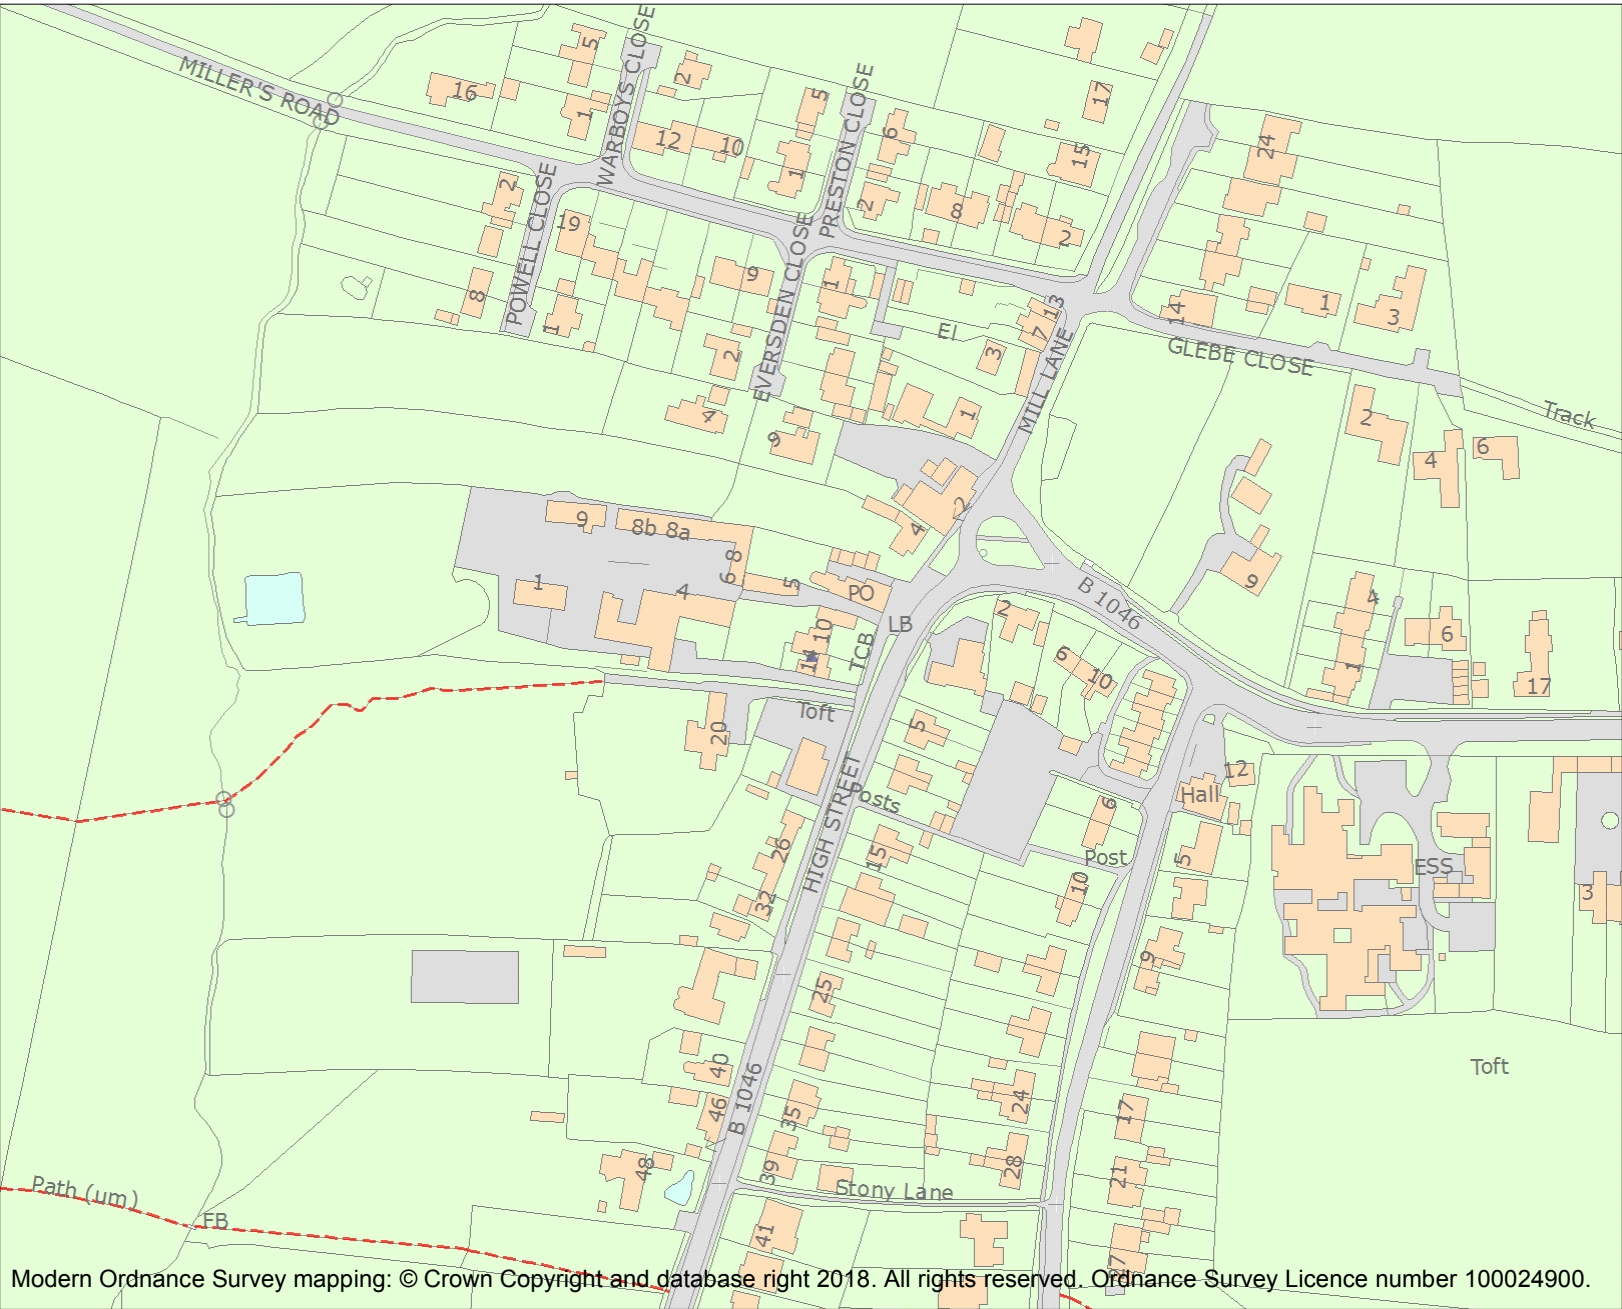 MILLER'S ROAD
16
5
1
WARBOYS CLOSE
2
12
10
5
1
PRESTON CLOSE
6
2
8
2
17
15
24
POWELL CLOSE
2
8
19
1
9
2
4
EVERSDEN CLOSE
1
9
El
3
7
13
1
MILL LANE
14
1
3
GLEBE CLOSE
Track
2
4
6
9
2
4
9
8b 8a
8
6
5
1
4
PO
LB
10
14
TCB
B 1046
2
6
10
4
1
6
17
Toft
20
5
HIGH STREET
Posts
15
26
32
6
Post
10
Hall
12
5
9
ESS
3
25
40
46
B 1046
35
39
24
28
17
21
Toft
48
Stony Lane
41
27
Path (um)
FB
Modern Ordnance Survey mapping: © Crown Copyright and database right 2018. All rights reserved. Ordnance Survey Licence number 100024900.